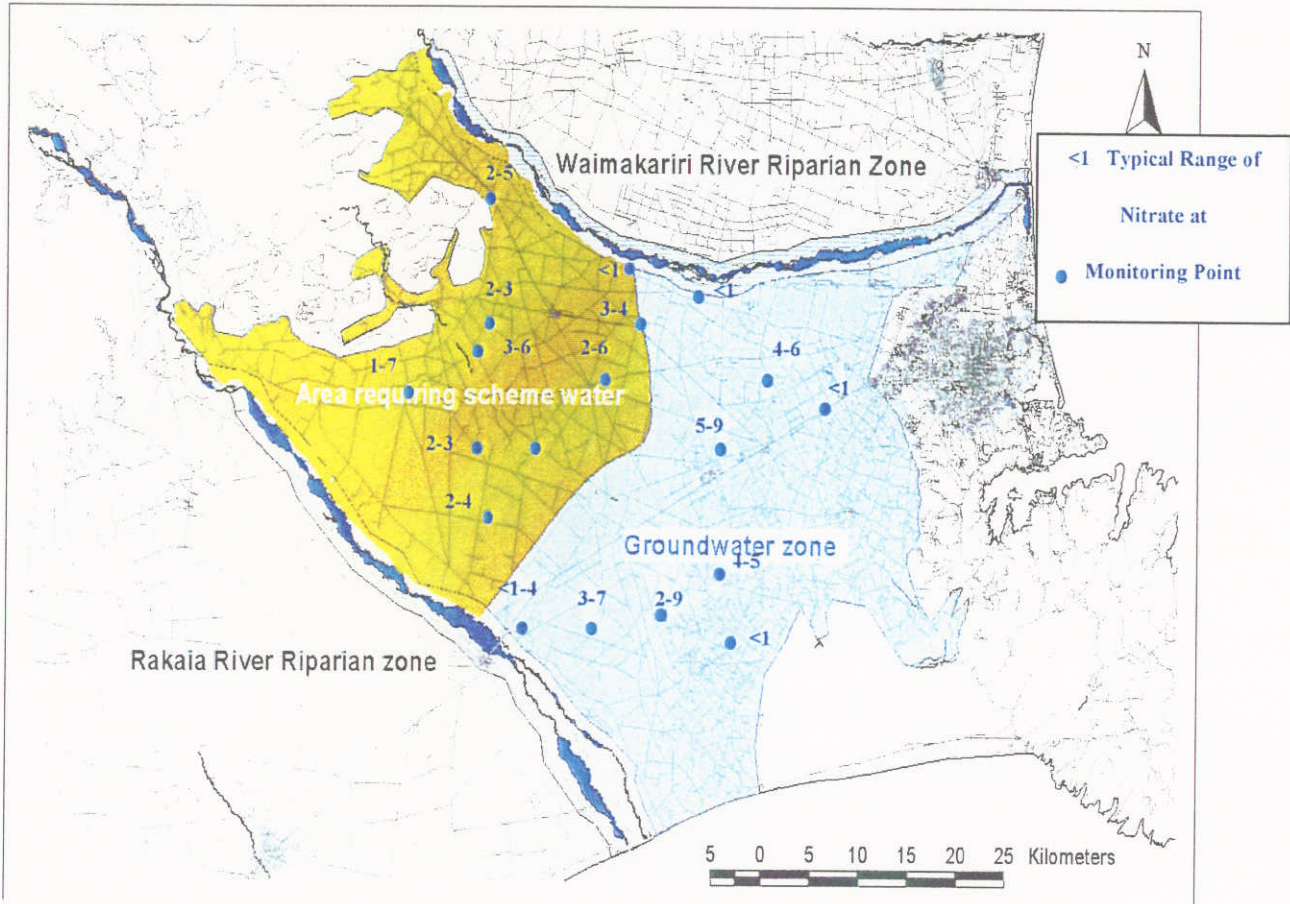 N
<1 Typical Range of
Nitrate at
Monitoring Point
Waimakariri River Riparian Zone
2-5
<1
<1
2-3
3-4
3-6
2-6
4-6
1-7
Area requiring scheme water
<1
2-3
5-9
2-4
Groundwater zone
4-5
<1-4
3-7
2-9
<1
Rakaia River Riparian zone
5 0 5 10 15 20 25 Kilometers